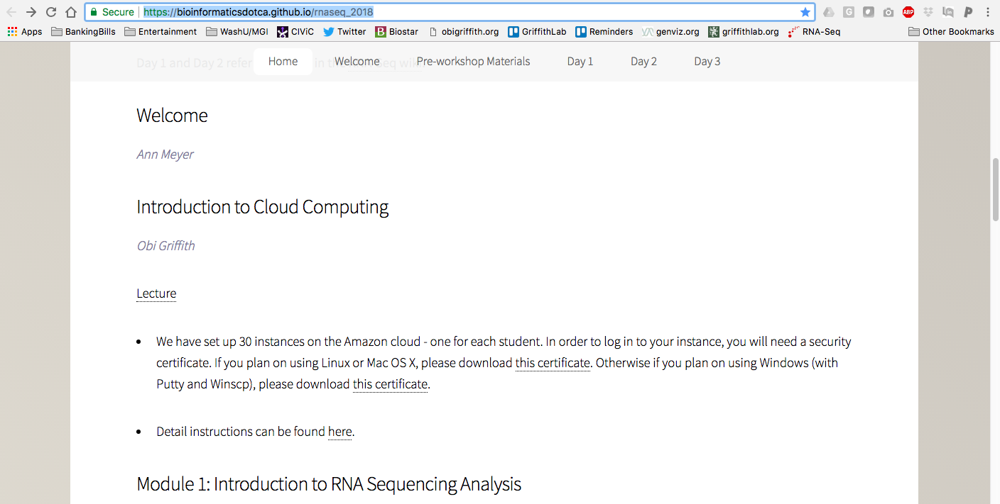 Secure https://bioinformaticsdotca.github.io/rnaseq_2018
Apps BankingBills Entertainment WashU/MGI CIViC Twitter Biostar obigriffith.org GriffithLab Reminders genviz.org griffithlab.org RNA-Seq Other Bookmarks
Day 1 and Day 2 refer in the
Home Welcome Pre-workshop Materials Day 1 Day 2 Day 3
Welcome
Ann Meyer
Introduction to Cloud Computing
Obi Griffith
Lecture
• We have set up 30 instances on the Amazon cloud - one for each student. In order to log in to your instance, you will need a security
certificate. If you plan on using Linux or Mac OS X, please download this certificate. Otherwise if you plan on using Windows (with
Putty and Winscp), please download this certificate.
• Detail instructions can be found here.
Module 1: Introduction to RNA Sequencing Analysis